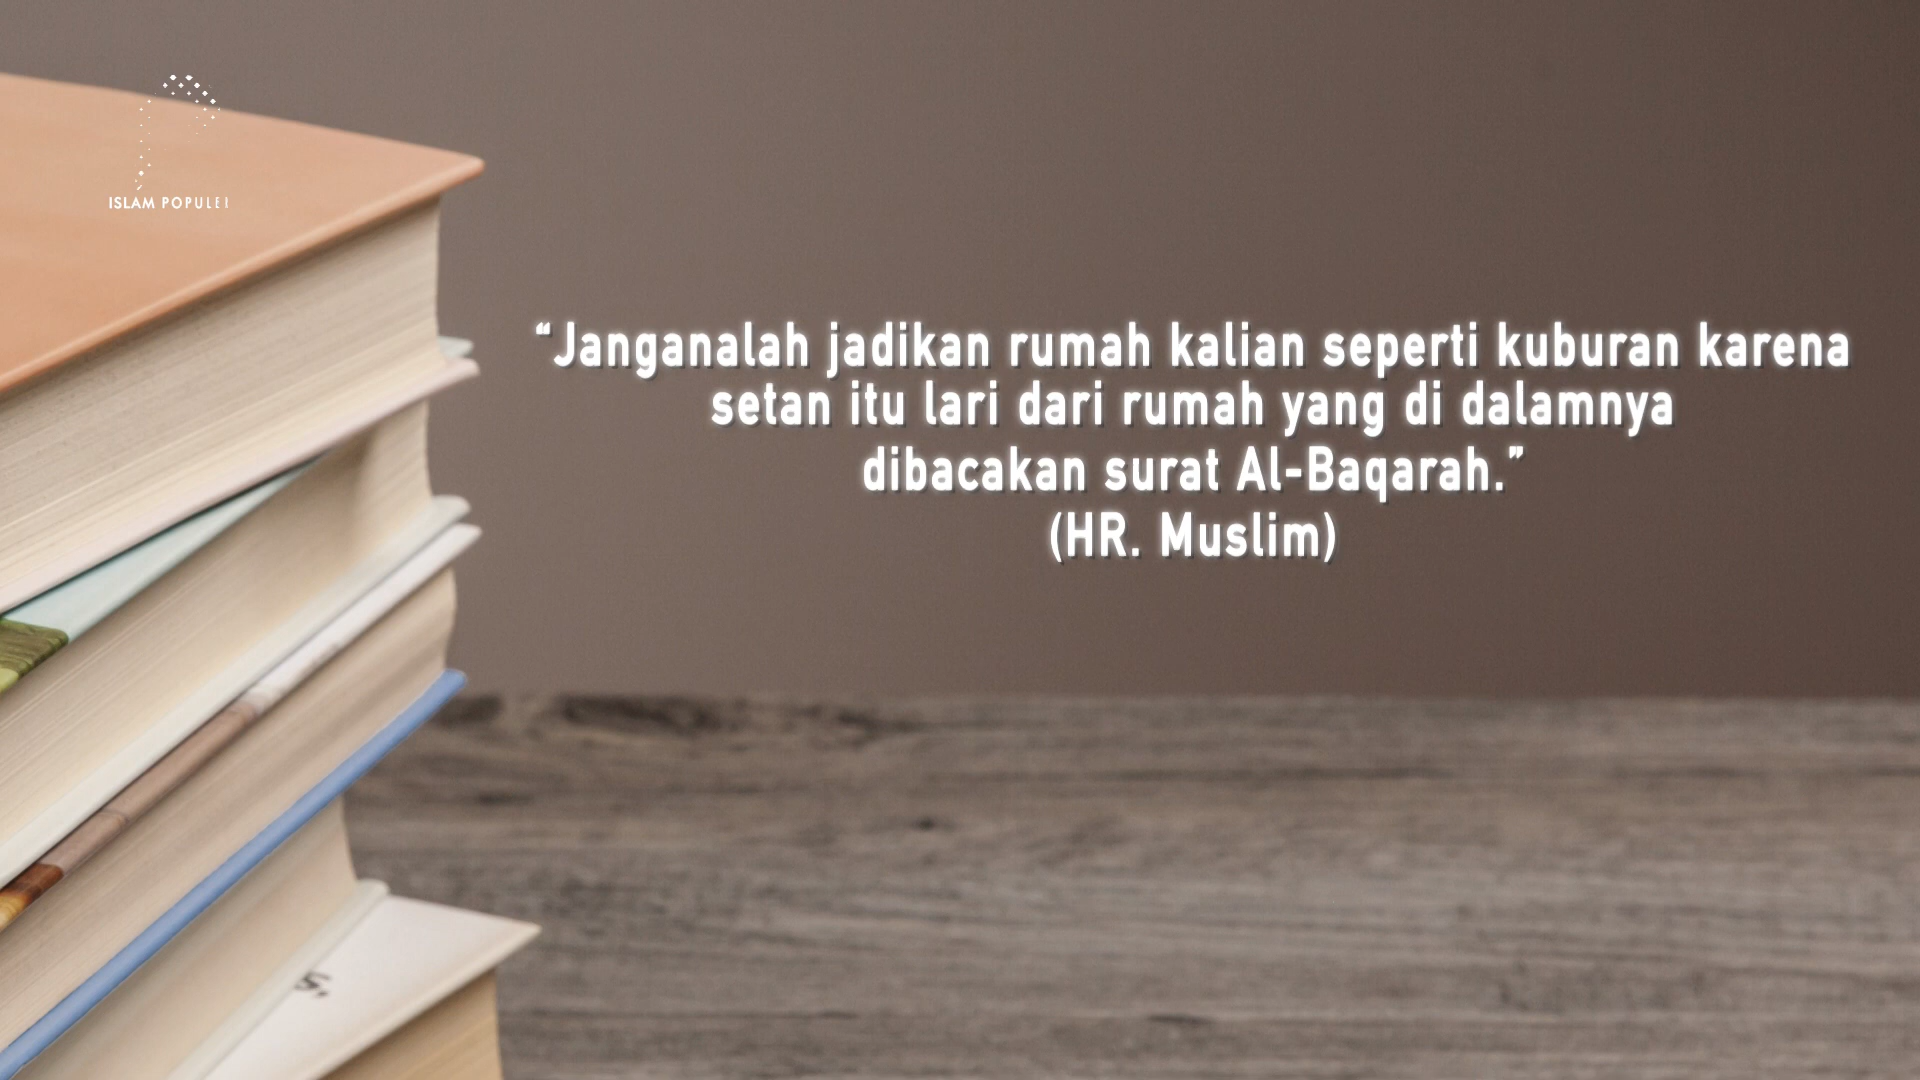 ISLAM POPULE
“Janganalah jadikan rumah kalian seperti kuburan karena
setan itu lari dari rumah yang di dalamnya
dibacakan surat Al-Baqarah.”
(HR. Muslim)
s,